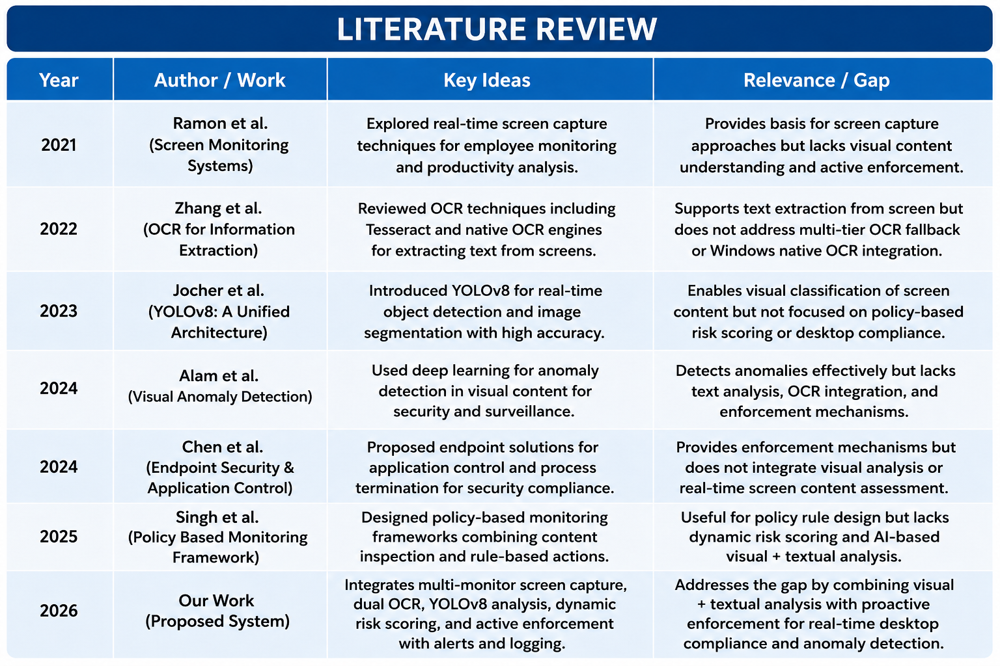 LITERATURE REVIEW
Year
Author / Work
Key Ideas
Relevance / Gap
2021
Ramon et al.
(Screen Monitoring
Systems)
Explored real-time screen capture
techniques for employee monitoring
and productivity analysis.
Provides basis for screen capture
approaches but lacks visual content
understanding and active enforcement.
2022
Zhang et al.
(OCR for Information
Extraction)
Reviewed OCR techniques including
Tesseract and native OCR engines
for extracting text from screens.
Supports text extraction from screen but
does not address multi-tier OCR fallback
or Windows native OCR integration.
2023
Jocher et al.
(YOLOv8: A Unified
Architecture)
Introduced YOLOv8 for real-time
object detection and image
segmentation with high accuracy.
Enables visual classification of screen
content but not focused on policy-based
risk scoring or desktop compliance.
2024
Alam et al.
(Visual Anomaly Detection)
Used deep learning for anomaly
detection in visual content for
security and surveillance.
Detects anomalies effectively but lacks
text analysis, OCR integration, and
enforcement mechanisms.
2024
Chen et al.
(Endpoint Security &
Application Control)
Proposed endpoint solutions for
application control and process
termination for security compliance.
Provides enforcement mechanisms but
does not integrate visual analysis or
real-time screen content assessment.
2025
Singh et al.
(Policy Based Monitoring
Framework)
Designed policy-based monitoring
frameworks combining content
inspection and rule-based actions.
Useful for policy rule design but lacks
dynamic risk scoring and AI-based
visual + textual analysis.
2026
Our Work
(Proposed System)
Integrates multi-monitor screen capture,
dual OCR, YOLOv8 analysis, dynamic
risk scoring, and active enforcement
with alerts and logging.
Addresses the gap by combining visual
+ textual analysis with proactive
enforcement for real-time desktop
compliance and anomaly detection.